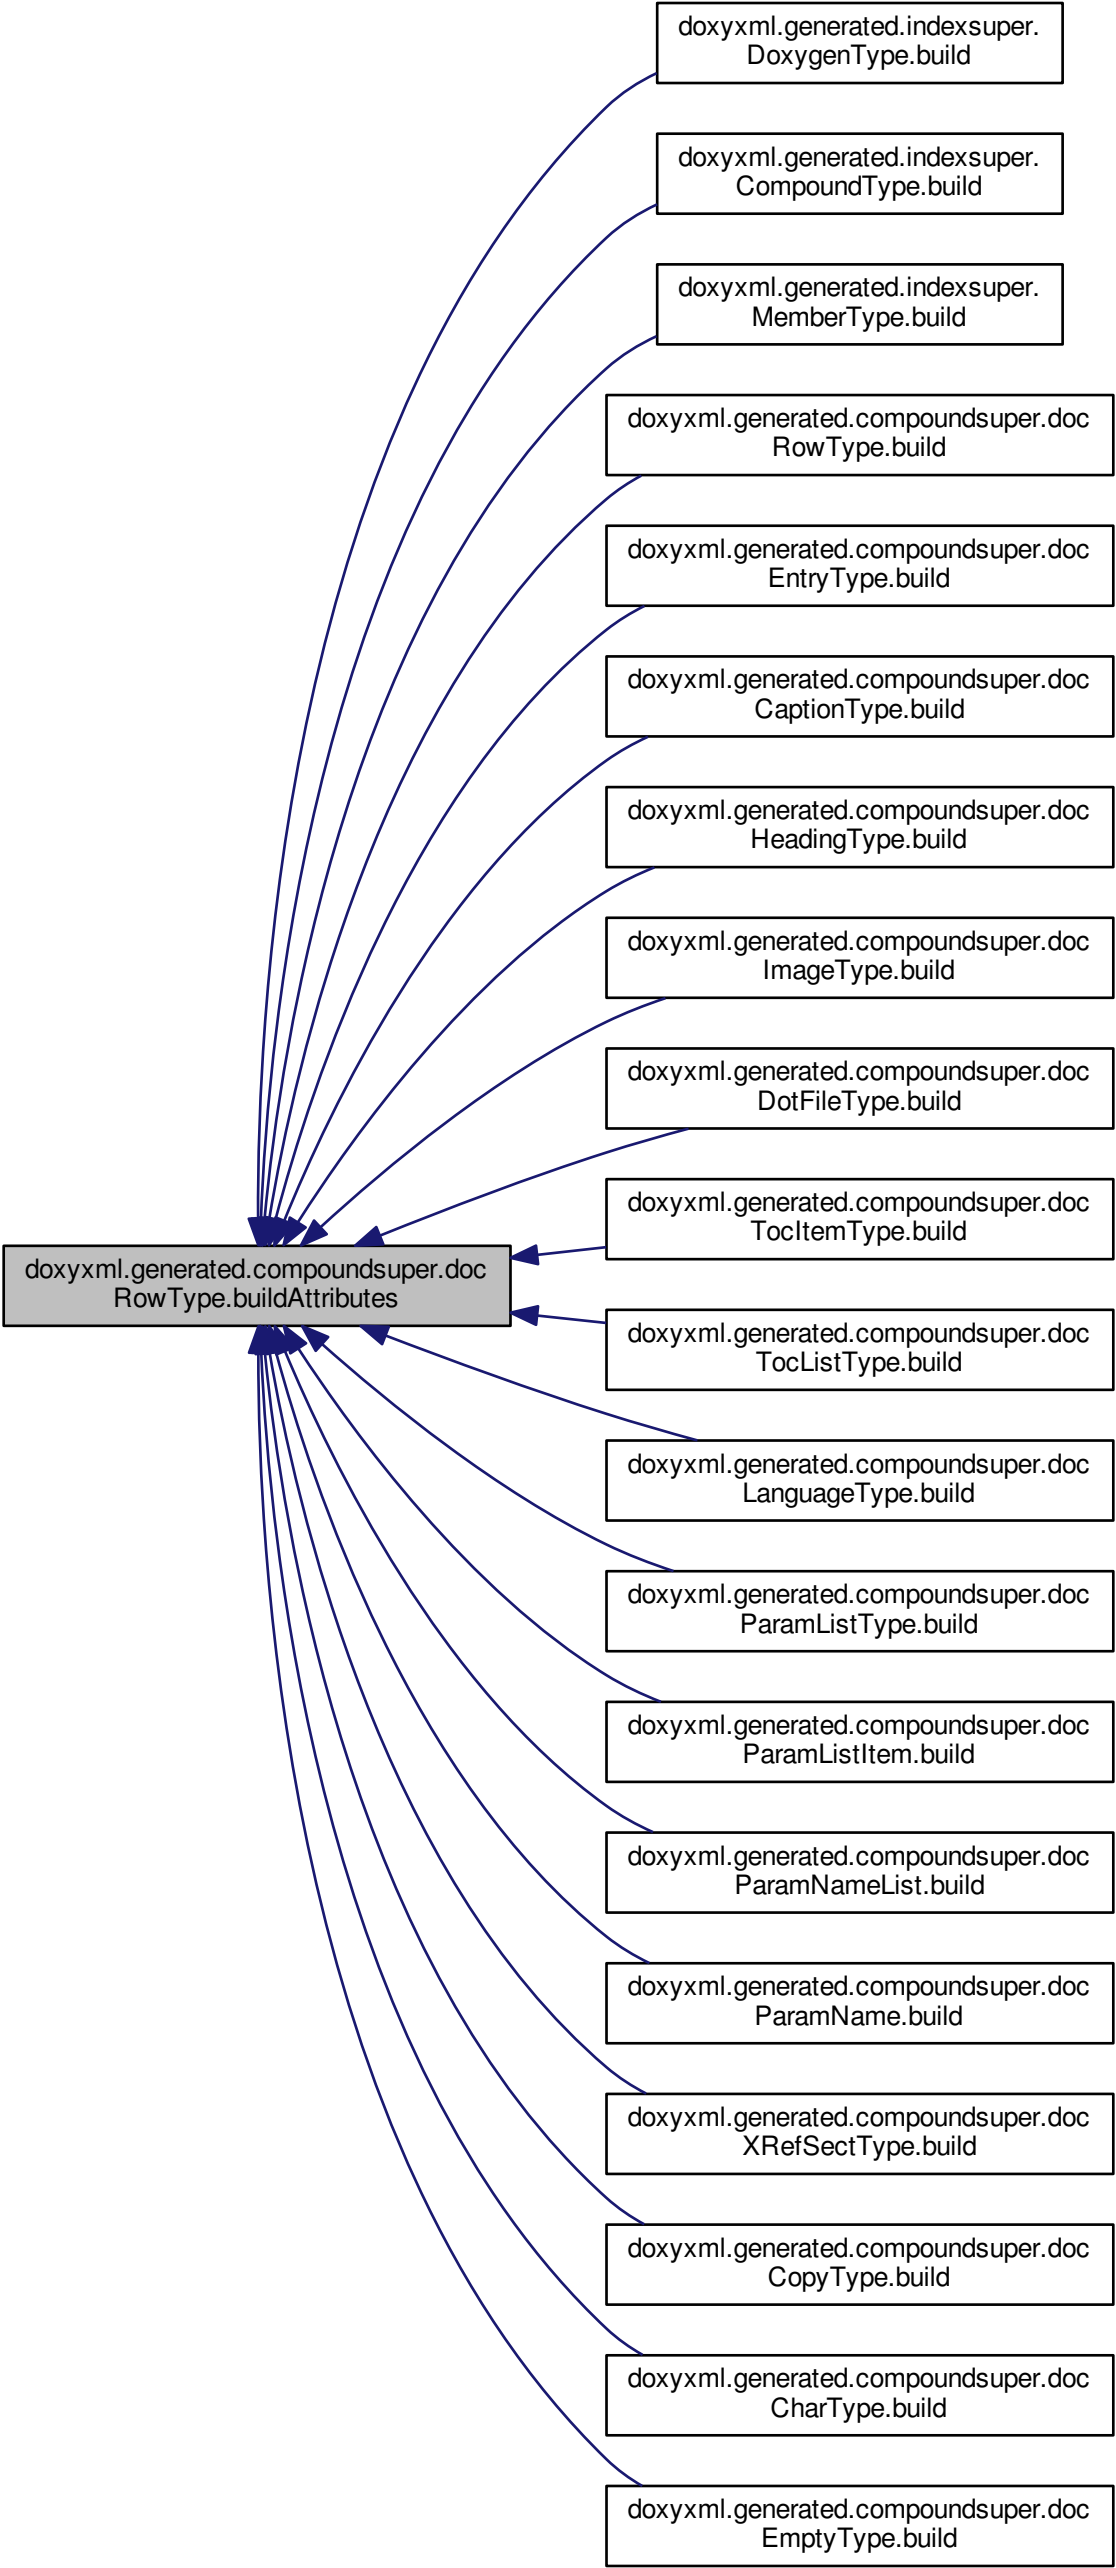 doxyxml.generated.indexsuper.
DoxygenType.build
doxyxml.generated.indexsuper.
CompoundType.build
doxyxml.generated.indexsuper.
MemberType.build
doxyxml.generated.compoundsuper.doc
RowType.build
doxyxml.generated.compoundsuper.doc
EntryType.build
doxyxml.generated.compoundsuper.doc
CaptionType.build
doxyxml.generated.compoundsuper.doc
HeadingType.build
doxyxml.generated.compoundsuper.doc
ImageType.build
doxyxml.generated.compoundsuper.doc
DotFileType.build
doxyxml.generated.compoundsuper.doc
TocItemType.build
doxyxml.generated.compoundsuper.doc
RowType.buildAttributes
doxyxml.generated.compoundsuper.doc
TocListType.build
doxyxml.generated.compoundsuper.doc
LanguageType.build
doxyxml.generated.compoundsuper.doc
ParamListType.build
doxyxml.generated.compoundsuper.doc
ParamListItem.build
doxyxml.generated.compoundsuper.doc
ParamNameList.build
doxyxml.generated.compoundsuper.doc
ParamName.build
doxyxml.generated.compoundsuper.doc
XRefSectType.build
doxyxml.generated.compoundsuper.doc
CopyType.build
doxyxml.generated.compoundsuper.doc
CharType.build
doxyxml.generated.compoundsuper.doc
EmptyType.build